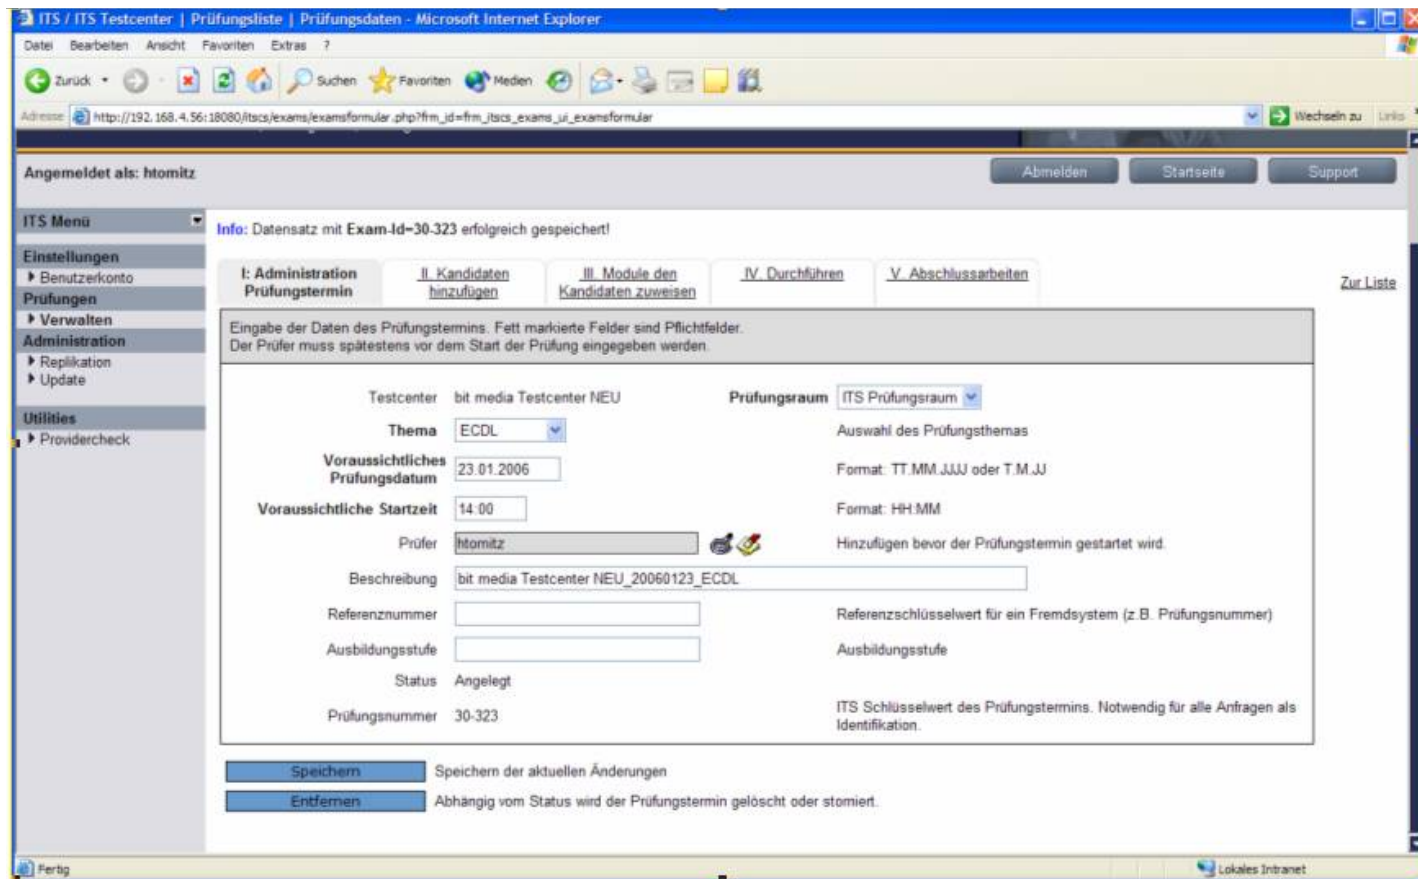 ITS / ITS Testcenter | Prüfungsliste | Prüfungsdaten - Microsoft Internet Explorer
Datei Bearbeiten Ansicht Favoriten Extras ?
Zurück Suchen Favoriten Medien
Adresse http://192.168.4.56:18080/itscs/exams/examsformular.php?frm_id=frm_itscs_exams_ui_examsformular Wechseln zu Links
Angemeldet als: htomitz Abmelden Startseite Support
ITS Menü
Einstellungen
Benutzerkonto
Prüfungen
Verwalten
Administration
Replikation
Update
Utilities
Providercheck
Info: Datensatz mit Exam-Id=30-323 erfolgreich gespeichert!
I: Administration Prüfungstermin
II. Kandidaten hinzufügen
III. Module den Kandidaten zuweisen
IV. Durchführen
V. Abschlussarbeiten
Zur Liste
Eingabe der Daten des Prüfungstermins. Fett markierte Felder sind Pflichtfelder.
Der Prüfer muss spätestens vor dem Start der Prüfung eingegeben werden.
Testcenter bit media Testcenter NEU Prüfungsraum ITS Prüfungsraum
Thema ECDL Auswahl des Prüfungsthemas
Voraussichtliches
Prüfungsdatum 23.01.2006 Format: TT.MM.JJJJ oder T.M.JJ
Voraussichtliche Startzeit 14:00 Format: HH:MM
Prüfer htomitz Hinzufügen bevor der Prüfungstermin gestartet wird.
Beschreibung bit media Testcenter NEU_20060123_ECDL
Referenznummer Referenzschlüsselwert für ein Fremdsystem (z.B. Prüfungsnummer)
Ausbildungsstufe Ausbildungsstufe
Status Angelegt
Prüfungsnummer 30-323 ITS Schlüsselwert des Prüfungstermins. Notwendig für alle Anfragen als
Identifikation.
Speichern Speichern der aktuellen Änderungen
Entfernen Abhängig vom Status wird der Prüfungstermin gelöscht oder storniert.
Fertig Lokales Intranet